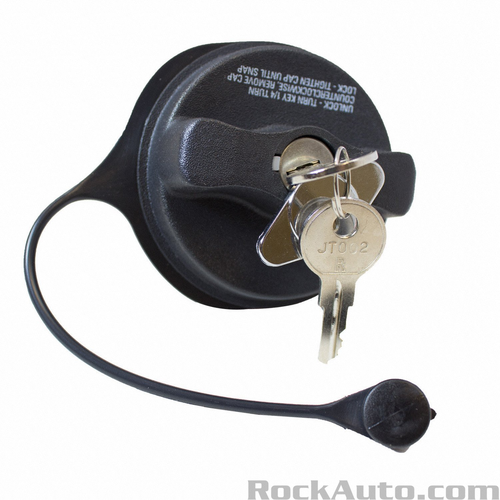 UNLOCK - TURN KEY 1/4 TURN
COUNTERCLOCKWISE. REMOVE CAP
LOCK - TIGHTEN CAP UNTIL SNAP
RockAuto.com